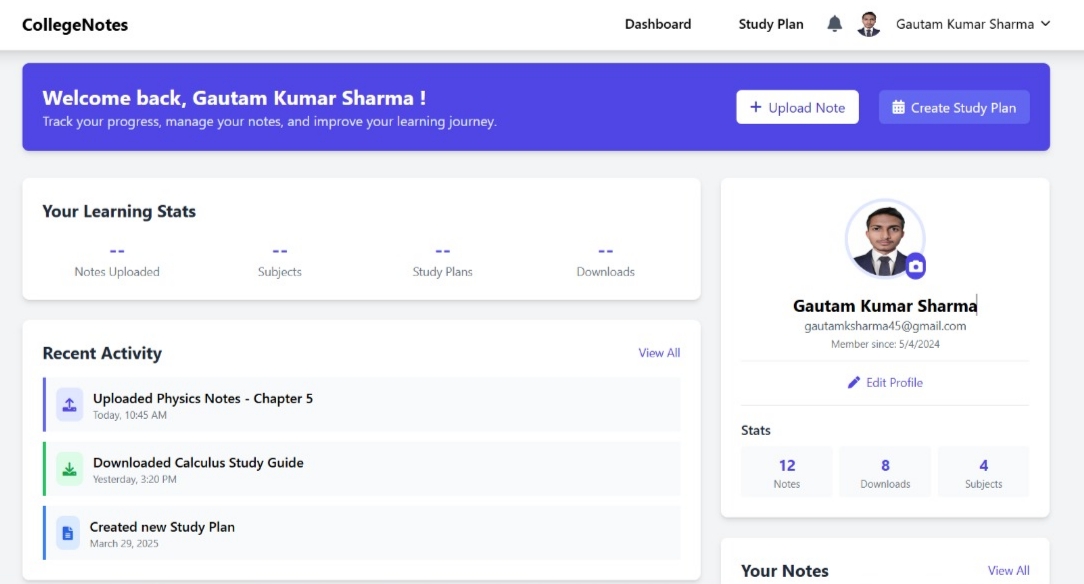 CollegeNotes
Dashboard
Study Plan
Gautam Kumar Sharma
Welcome back, Gautam Kumar Sharma !
Track your progress, manage your notes, and improve your learning journey.
+ Upload Note
Create Study Plan
Your Learning Stats
-- -- -- --
Notes Uploaded Subjects Study Plans Downloads
Recent Activity
View All
Uploaded Physics Notes - Chapter 5
Today, 10:45 AM
Downloaded Calculus Study Guide
Yesterday, 3:20 PM
Created new Study Plan
March 29, 2025
Gautam Kumar Sharma
gautamksharma45@gmail.com
Member since: 5/4/2024
Edit Profile
Stats
12 8 4
Notes Downloads Subjects
Your Notes
View All